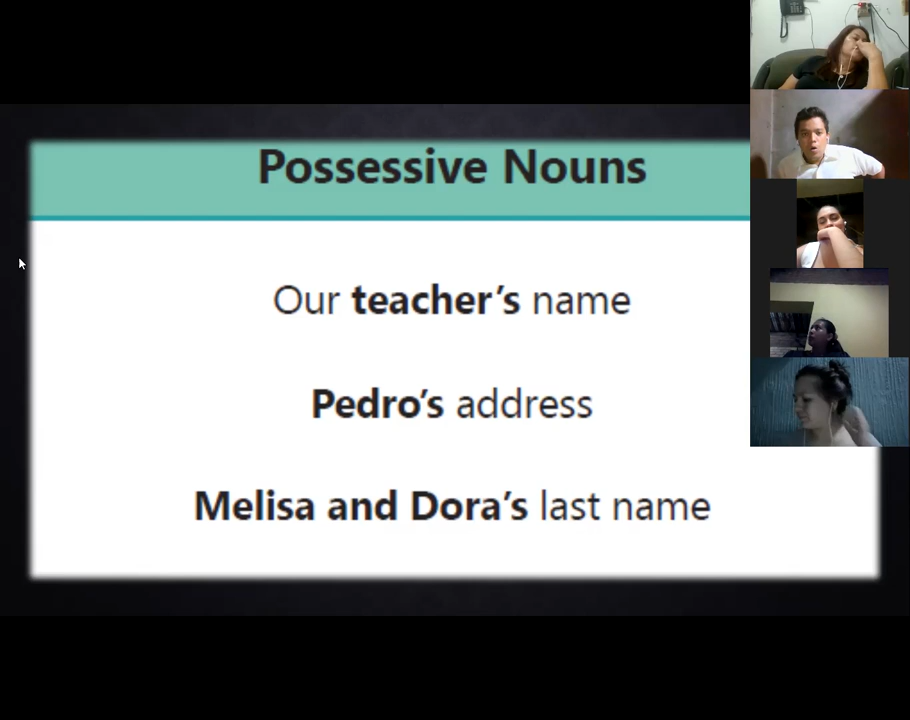 Possessive Nouns
Our teacher's name
Pedro's address
Melisa and Dora's last name